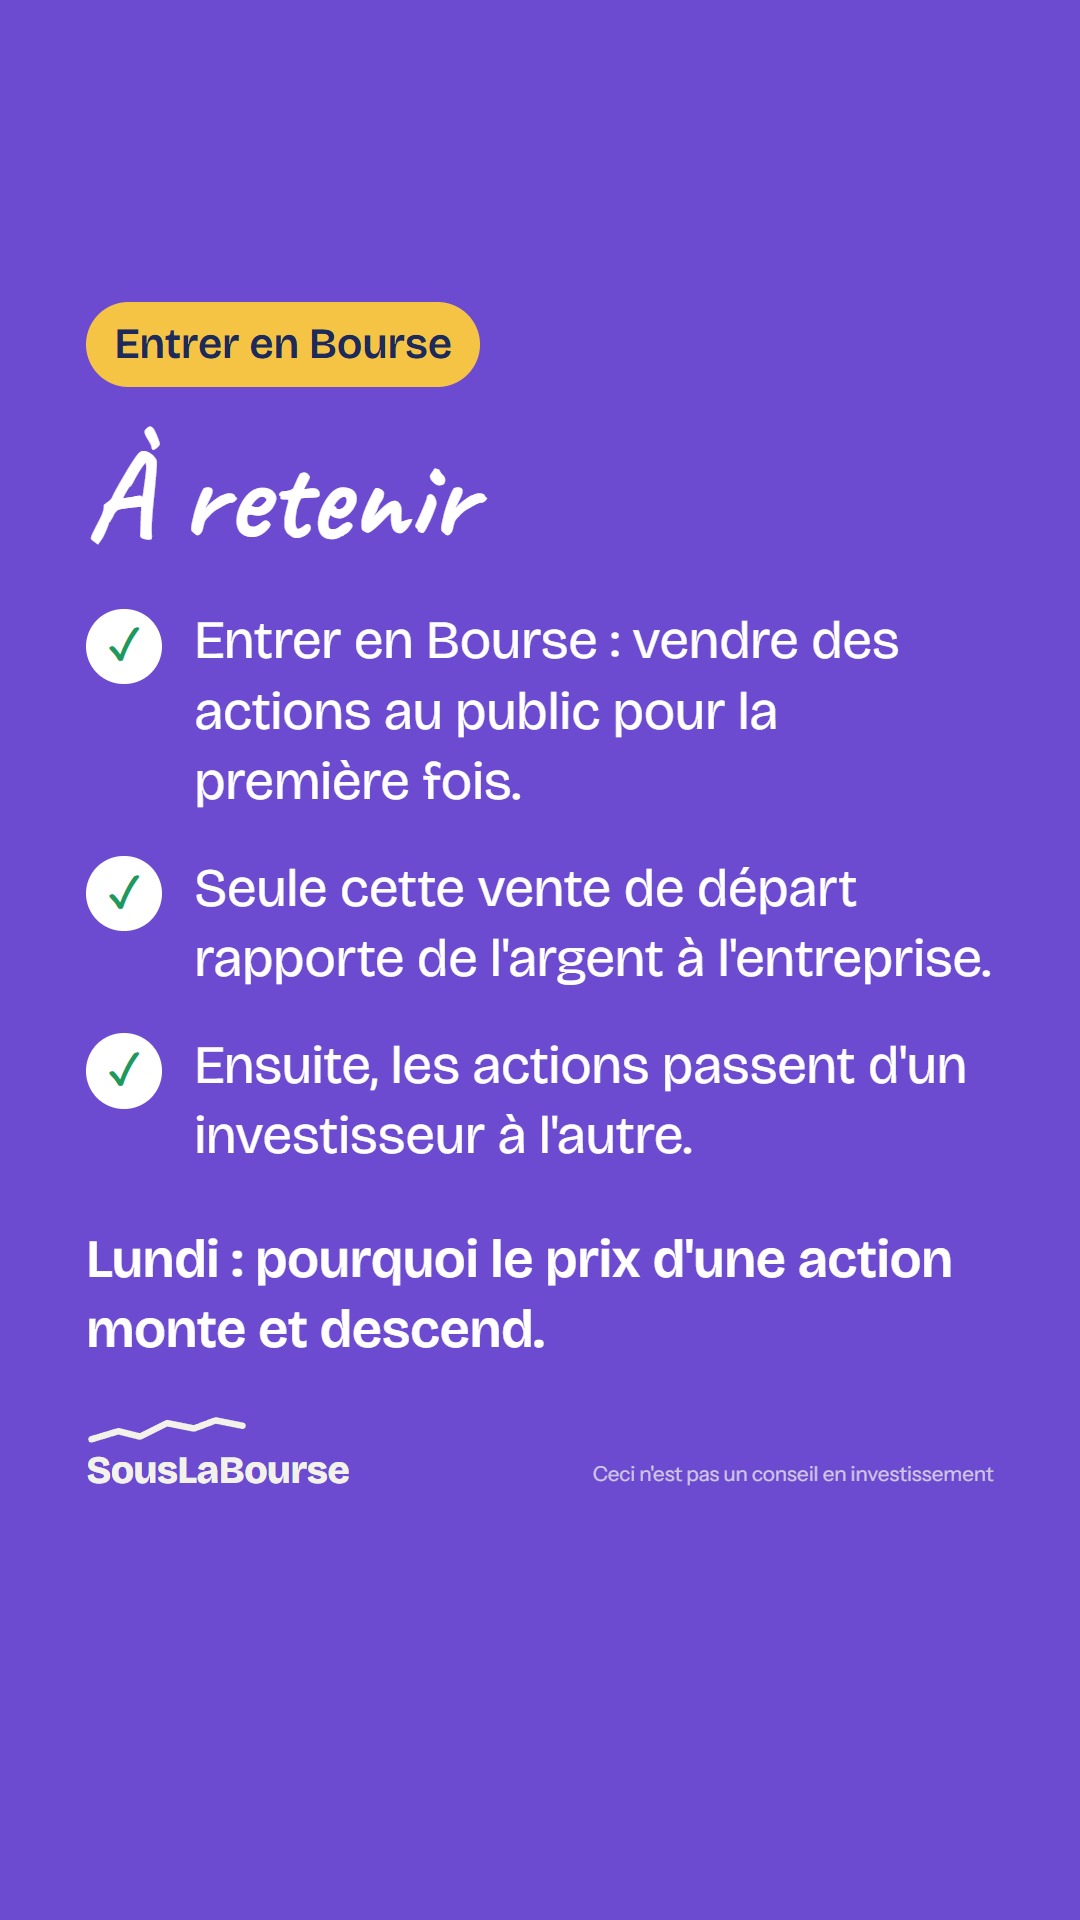 Entrer en Bourse
À retenir
Entrer en Bourse : vendre des
actions au public pour la
première fois.
Seule cette vente de départ
rapporte de l'argent à l'entreprise.
Ensuite, les actions passent d'un
investisseur à l'autre.
Lundi : pourquoi le prix d'une action
monte et descend.
SousLaBourse
Ceci n'est pas un conseil en investissement